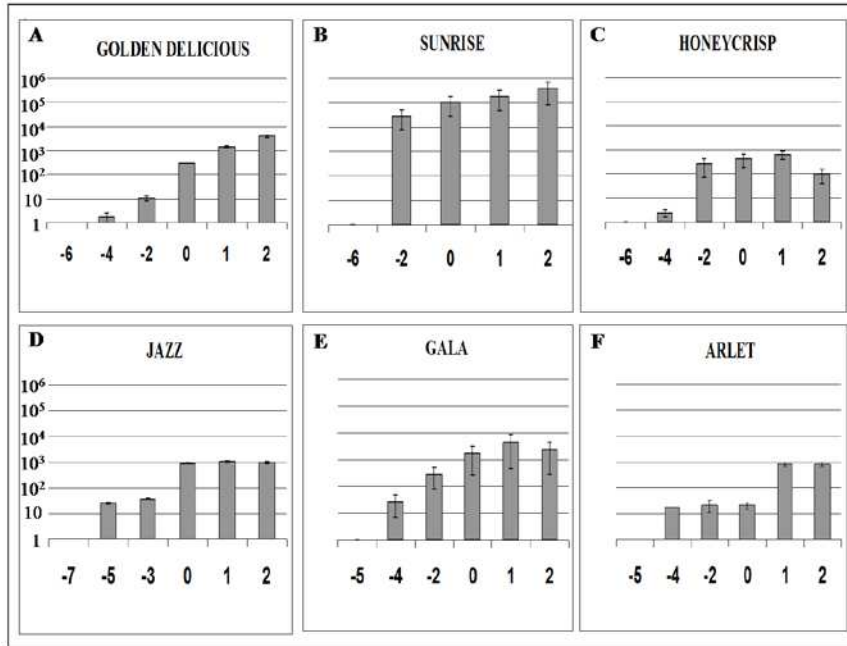 A
GOLDEN DELICIOUS
10⁶
10⁵
10⁴
10³
10²
10
1
-6 -4 -2 0 1 2
B
SUNRISE
-6 -2 0 1 2
C
HONEYCRISP
-6 -4 -2 0 1 2
D
JAZZ
10⁶
10⁵
10⁴
10³
10²
10
1
-7 -5 -3 0 1 2
E
GALA
-5 -4 -2 0 1 2
F
ARLET
-5 -4 -2 0 1 2